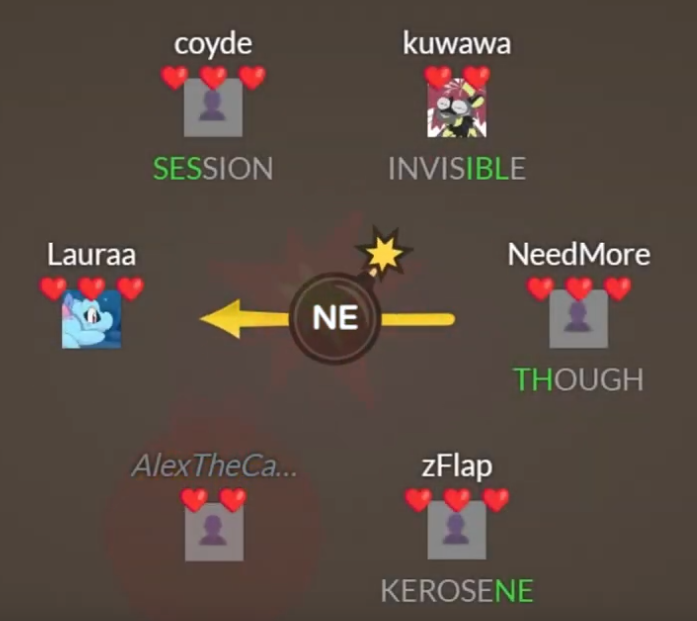 coyde
kuwawa
SESSION
INVISIBLE
Lauraa
NeedMore
NE
THOUGH
AlexTheCa...
zFlap
KEROSENE